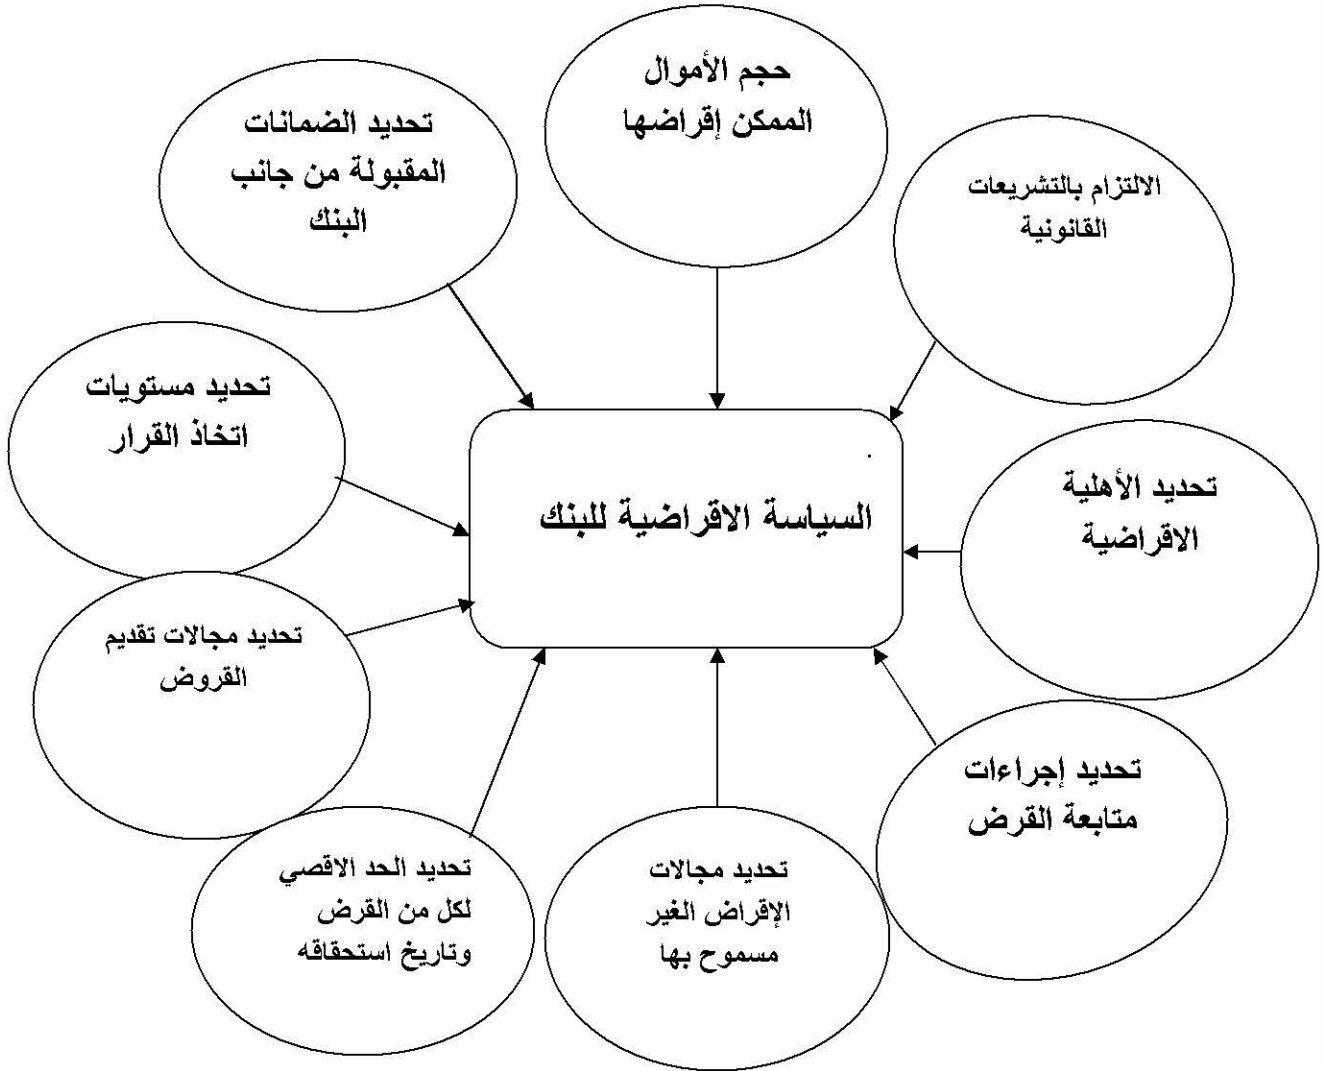 حجم الأموال
الممكن إقراضها
تحديد الضمانات
المقبولة من جانب
البنك
الالتزام بالتشريعات
القانونية
تحديد مستويات
اتخاذ القرار
تحديد الأهلية
الاقراضية
السياسة الاقراضية للبنك
تحديد مجالات تقديم
القروض
تحديد إجراءات
متابعة القرض
تحديد الحد الاقصي
لكل من القرض
وتاريخ استحقاقه
تحديد مجالات
الإقراض الغير
مسموح بها